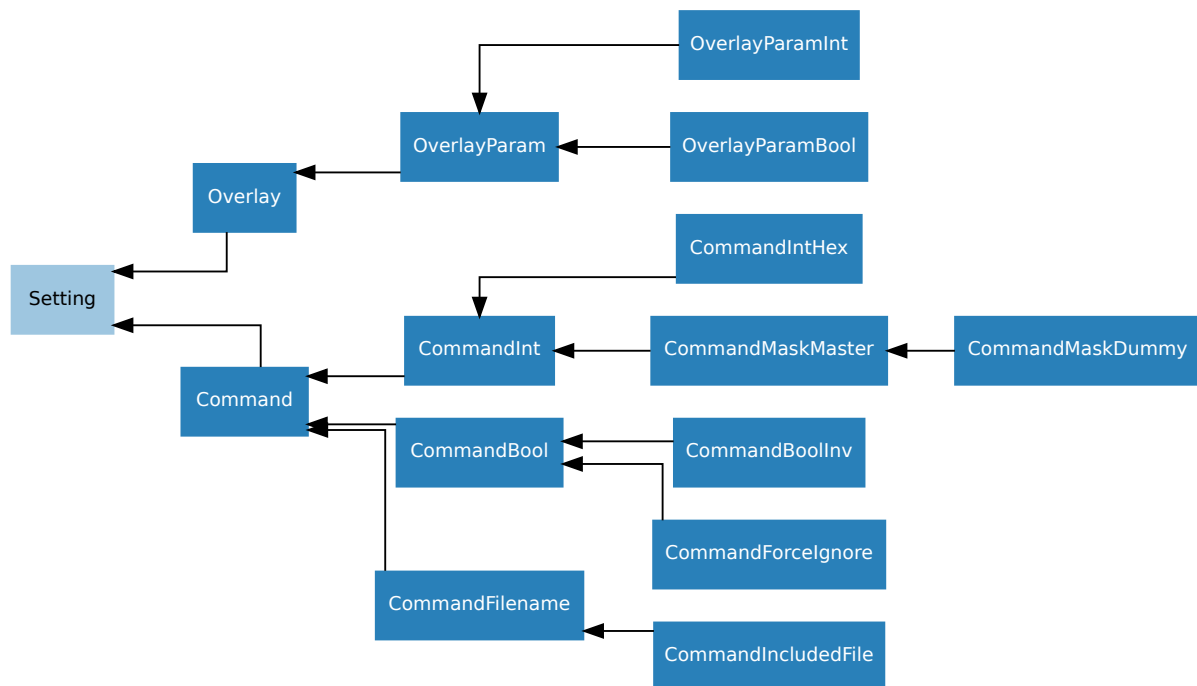 OverlayParamInt
OverlayParam
OverlayParamBool
Overlay
CommandIntHex
Setting
CommandInt
CommandMaskMaster
CommandMaskDummy
Command
CommandBool
CommandBoolInv
CommandForceIgnore
CommandFilename
CommandIncludedFile